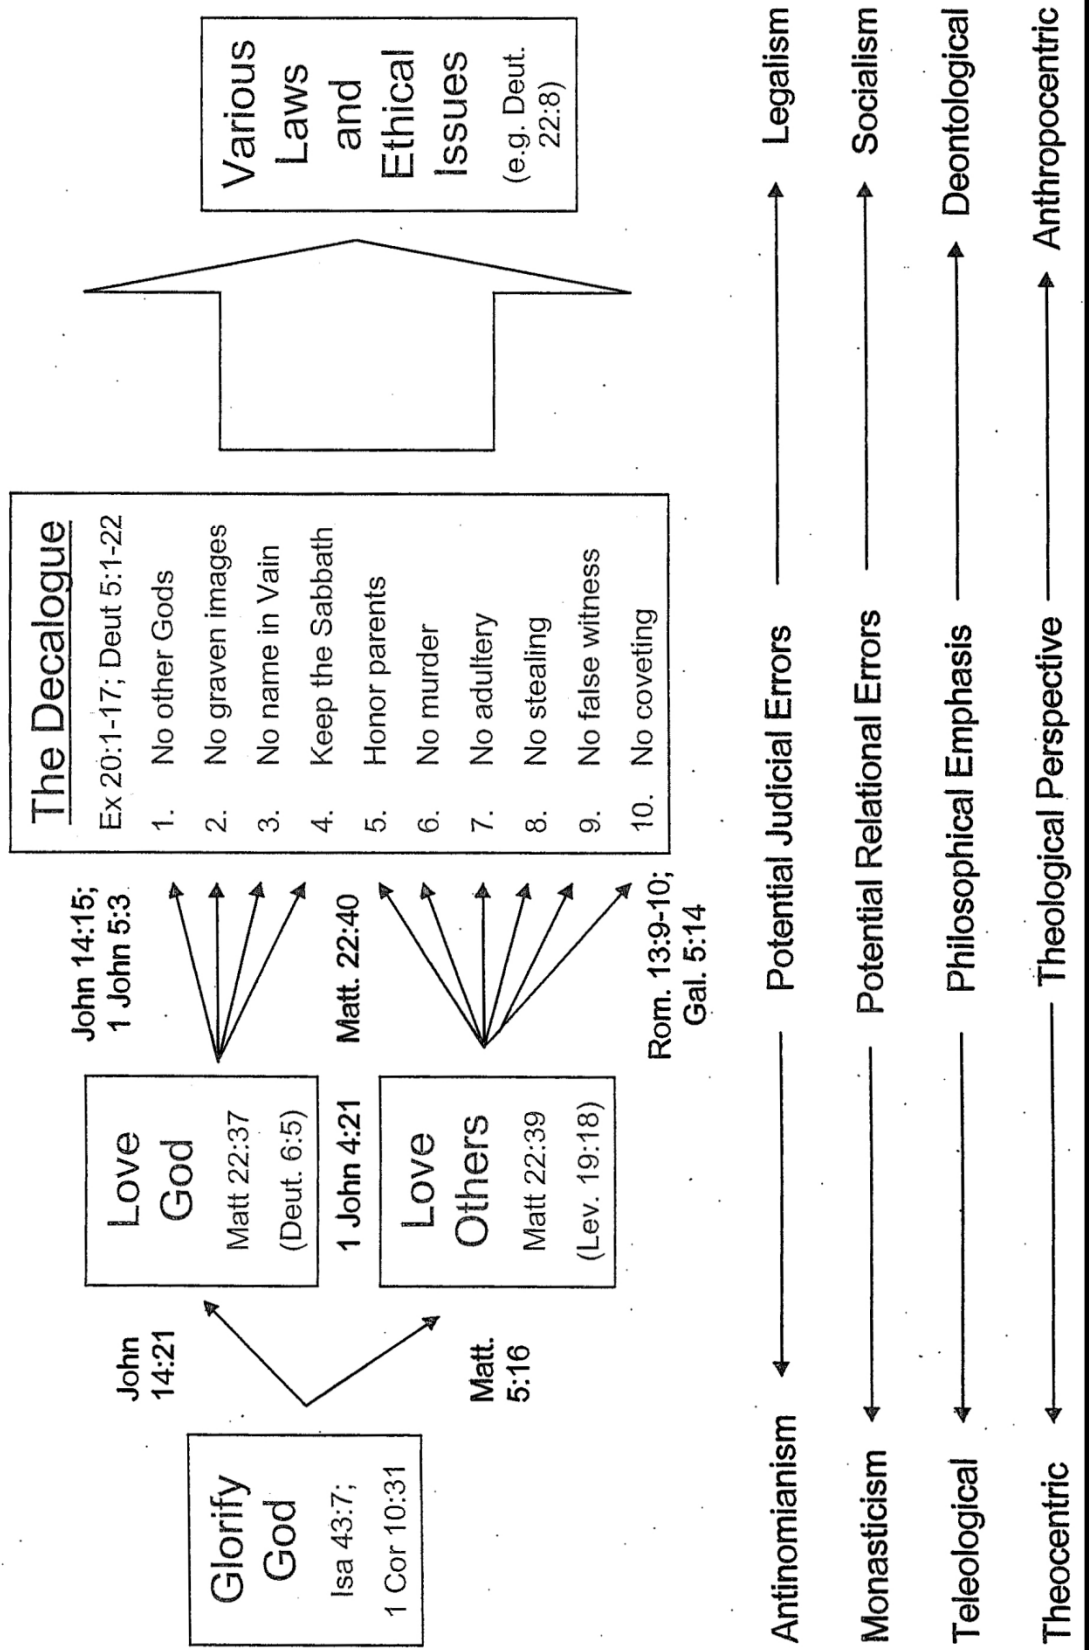 Glorify
God
Isa 43:7;
1 Cor 10:31
John
14:21
Matt.
5:16
Love
God
Matt 22:37
(Deut. 6:5)
1 John 4:21
Love
Others
Matt 22:39
(Lev. 19:18)
John 14:15;
1 John 5:3
Matt. 22:40
Rom. 13:9-10;
Gal. 5:14
The Decalogue
Ex 20:1-17; Deut 5:1-22
1. No other Gods
2. No graven images
3. No name in Vain
4. Keep the Sabbath
5. Honor parents
6. No murder
7. No adultery
8. No stealing
9. No false witness
10. No coveting
Various
Laws
and
Ethical
Issues
(e.g. Deut.
22:8)
Antinomianism Potential Judicial Errors Legalism
Monasticism Potential Relational Errors Socialism
Teleological Philosophical Emphasis Deontological
Theocentric Theological Perspective Anthropocentric